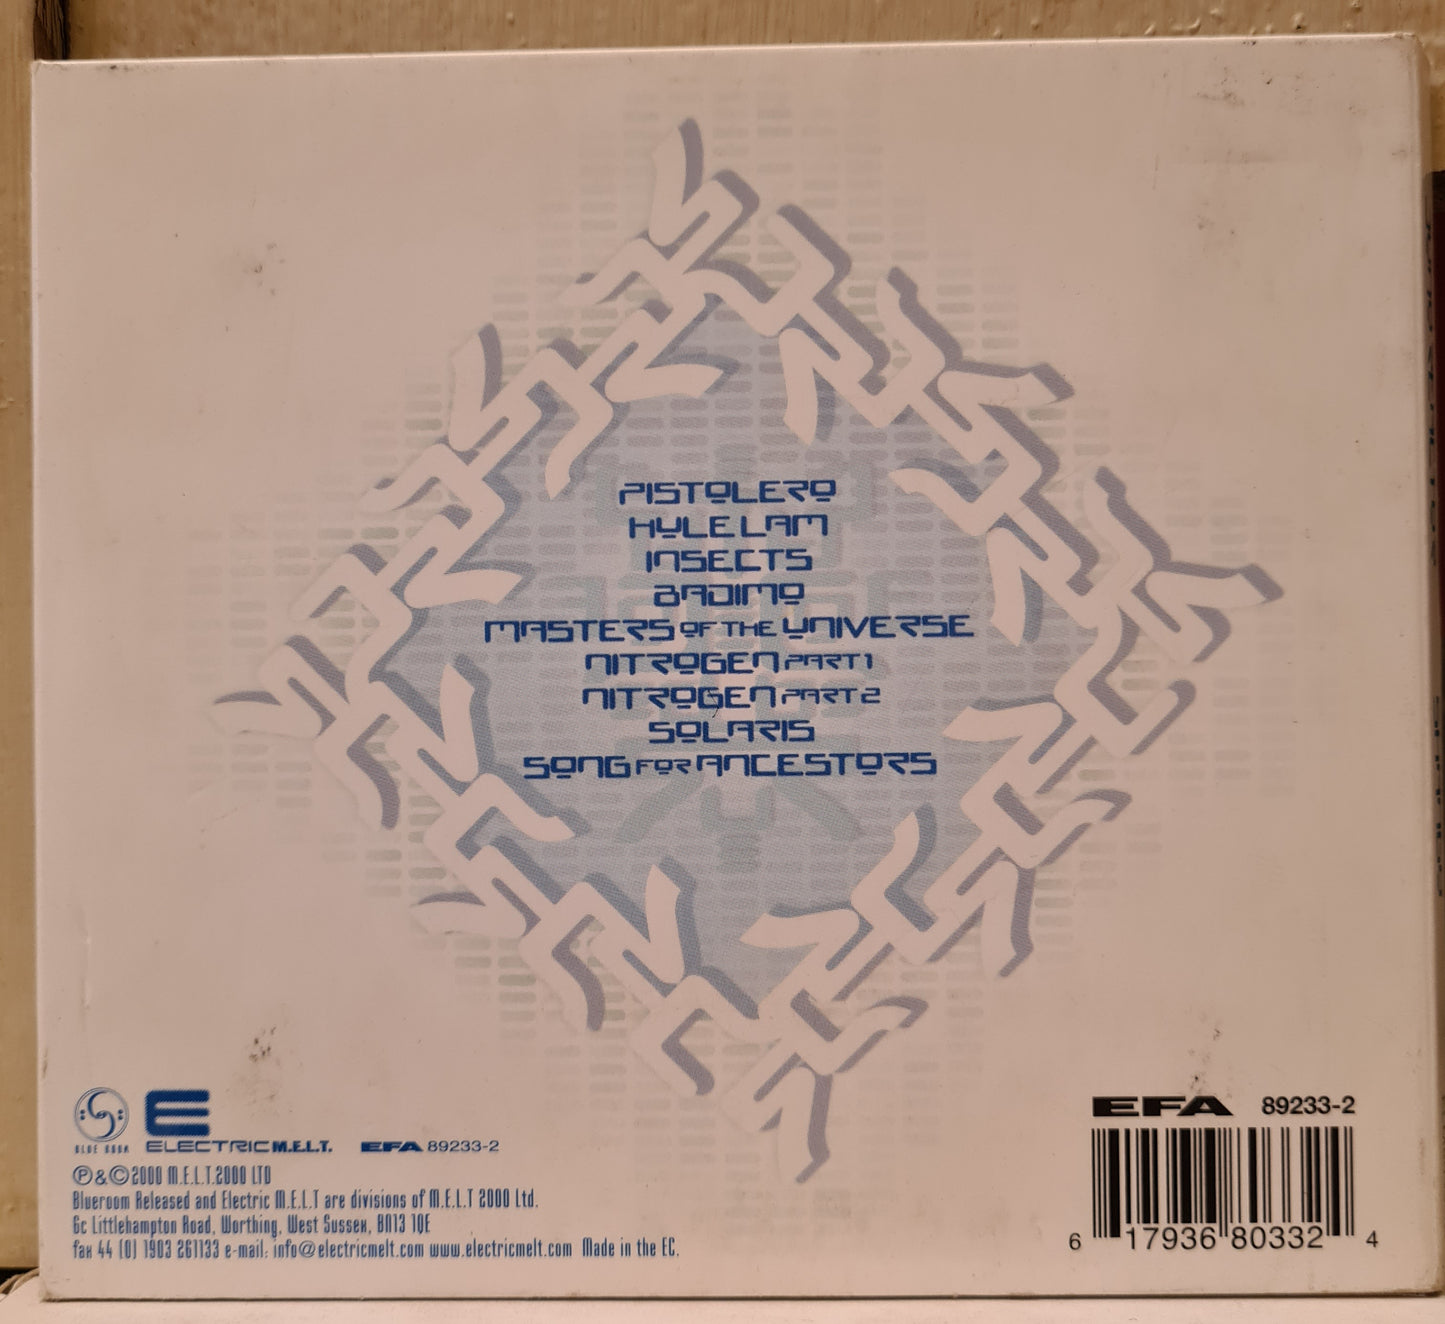 PISTOLERO
HYLE LAM
INSECTS
BADIMO
MASTERS OF THE UNIVERSE
NITROGEN PART 1
NITROGEN PART 2
SOLARIS
SONG FOR ANCESTORS
BLUE ROOM
ELECTRIC M.E.L.T.
EFA 89233-2
℗ & © 2000 M.E.L.T.2000 LTD
Blueroom Released and Electric M.E.L.T are divisions of M.E.L.T 2000 Ltd.
6c Littlehampton Road, Worthing, West Sussex, BN13 1QE
fax 44 (0) 1903 261133 e-mail: info@electricmelt.com www.electricmelt.com Made in the EC.
EFA 89233-2
6 17936 80332 4